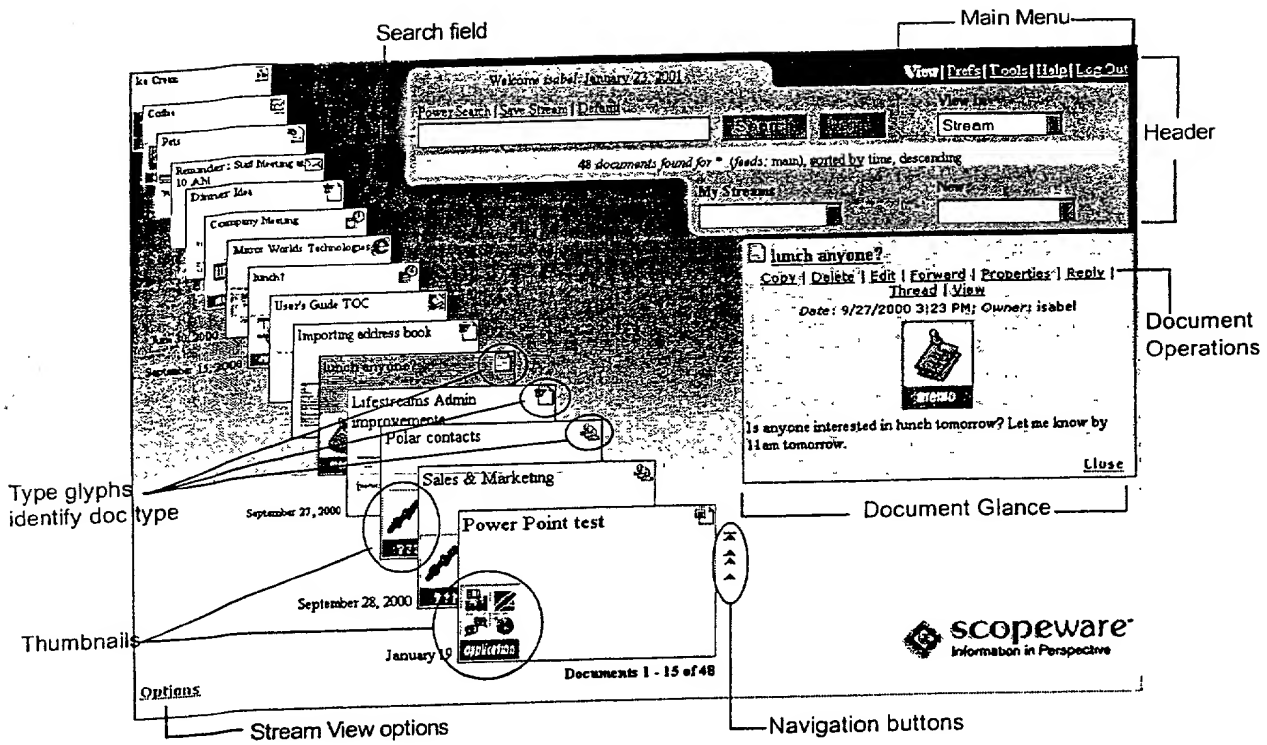 Main Menu
Search field
Welcome isabel January 23, 2001
View | Prefs | Tools | Help | Log Out
Power Search | Save Stream | Default
Stream
Header
48 documents found for * (feeds: main), sorted by time, descending
My Streams
New
Ice Cream
Pets
Reminder: Staff Meeting at
10 AM
Dinner Idea
Company Meeting
Mirror Worlds Technologies
lunch?
User's Guide TOC
Importing address book
lunch anyone?
Lifestreams Admin
improvements
Polar contacts
Sales & Marketing
Power Point test
June 30, 2000
September 15, 2000
September 27, 2000
September 28, 2000
January 19
application
Documents 1 - 15 of 48
lunch anyone?
Copy | Delete | Edit | Forward | Properties | Reply |
Thread | View
Date: 9/27/2000 3:23 PM; Owner: isabel
memo
Is anyone interested in lunch tomorrow? Let me know by
11am tomorrow.
Close
Document
Operations
Document Glance
Type glyphs
identify doc type
Thumbnails
scopeware
Information in Perspective
Options
Stream View options
Navigation buttons